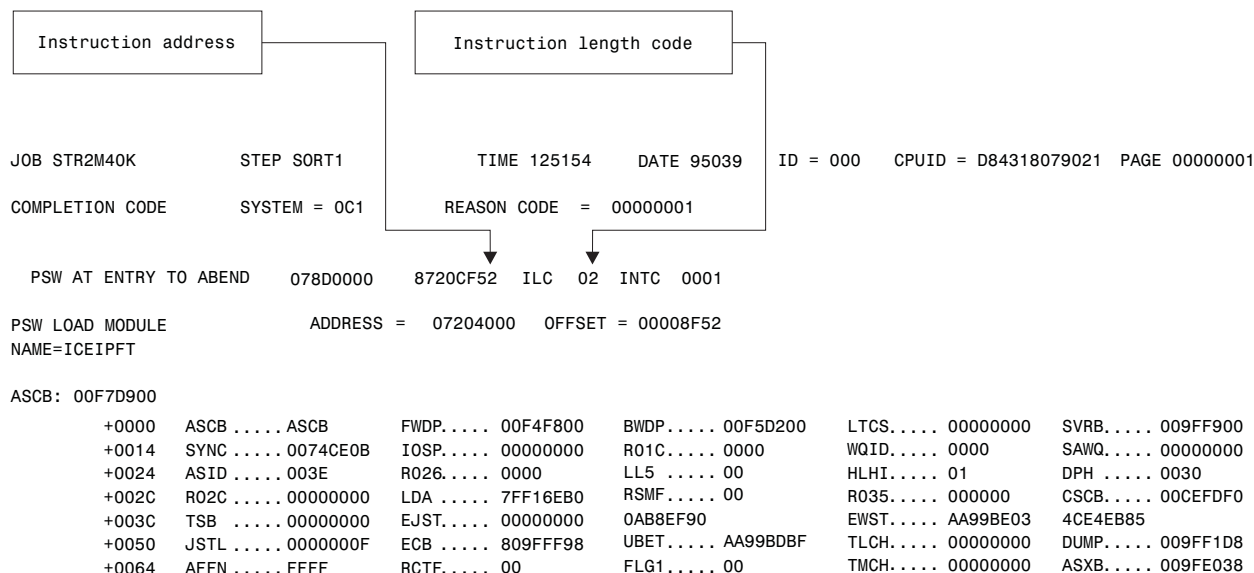 Instruction address Instruction length code
JOB STR2M40K STEP SORT1 TIME 125154 DATE 95039 ID = 000 CPUID = D84318079021 PAGE 00000001
COMPLETION CODE SYSTEM = 0C1 REASON CODE = 00000001
PSW AT ENTRY TO ABEND 078D0000 8720CF52 ILC 02 INTC 0001
PSW LOAD MODULE ADDRESS = 07204000 OFFSET = 00008F52
NAME=ICEIPFT
ASCB: 00F7D900
+0000 ASCB ..... ASCB FWDP..... 00F4F800 BWDP..... 00F5D200 LTCS..... 00000000 SVRB..... 009FF900
+0014 SYNC ..... 0074CE0B IOSP..... 00000000 R01C..... 0000 WQID..... 0000 SAWQ..... 00000000
+0024 ASID ..... 003E R026..... 0000 LL5 ..... 00 HLHI..... 01 DPH ..... 0030
+002C R02C ..... 00000000 LDA ..... 7FF16EB0 RSMF..... 00 R035..... 000000 CSCB..... 00CEFDF0
+003C TSB ..... 00000000 EJST..... 00000000 0AB8EF90 EWST..... AA99BE03 4CE4EB85
+0050 JSTL ..... 0000000F ECB ..... 809FFF98 UBET..... AA99BDBF TLCH..... 00000000 DUMP..... 009FF1D8
+0064 AFFN ..... FFFF RCTF..... 00 FLG1..... 00 TMCH..... 00000000 ASXB..... 009FE038